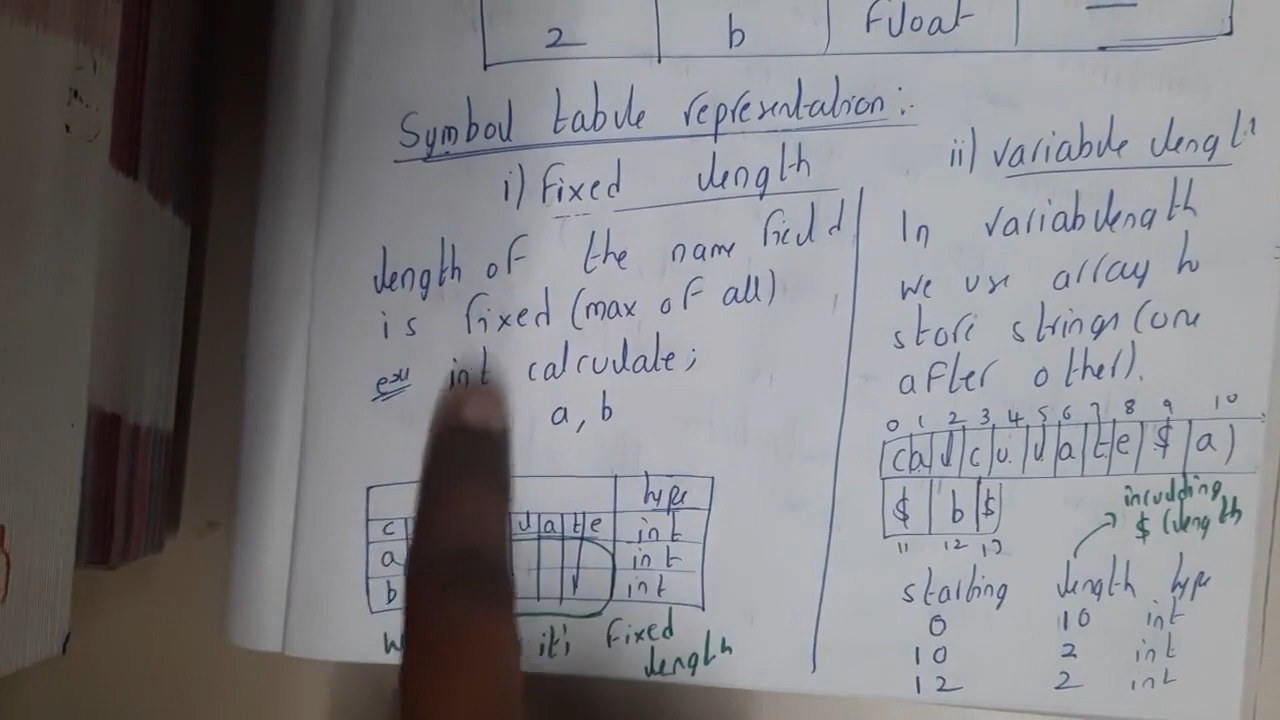 2 b float
Symbol table representation :
i) Fixed length
length of the name field
is fixed (max of all)
ex: int calculate;
a, b
type
c l a t e int
a int
b int
it's fixed
length
ii) variable lengt
In variablength
we use array to
store strings (one
after other).
0 1 2 3 4 5 6 7 8 9 10
c a l c u l a t e $ a
$ b $
11 12 13
including
$ (length
starting length type
0 10 int
10 2 int
12 2 int